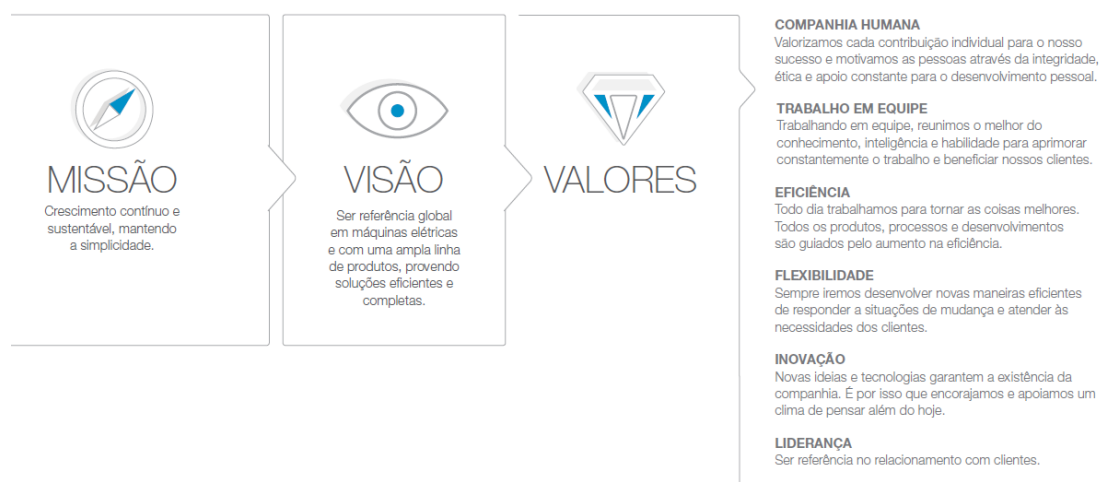 MISSÃO
Crescimento contínuo e
sustentável, mantendo
a simplicidade.
VISÃO
Ser referência global
em máquinas elétricas
e com uma ampla linha
de produtos, provendo
soluções eficientes e
completas.
VALORES
COMPANHIA HUMANA
Valorizamos cada contribuição individual para o nosso
sucesso e motivamos as pessoas através da integridade,
ética e apoio constante para o desenvolvimento pessoal.
TRABALHO EM EQUIPE
Trabalhando em equipe, reunimos o melhor do
conhecimento, inteligência e habilidade para aprimorar
constantemente o trabalho e beneficiar nossos clientes.
EFICIÊNCIA
Todo dia trabalhamos para tornar as coisas melhores.
Todos os produtos, processos e desenvolvimentos
são guiados pelo aumento na eficiência.
FLEXIBILIDADE
Sempre iremos desenvolver novas maneiras eficientes
de responder a situações de mudança e atender às
necessidades dos clientes.
INOVAÇÃO
Novas ideias e tecnologias garantem a existência da
companhia. É por isso que encorajamos e apoiamos um
clima de pensar além do hoje.
LIDERANÇA
Ser referência no relacionamento com clientes.